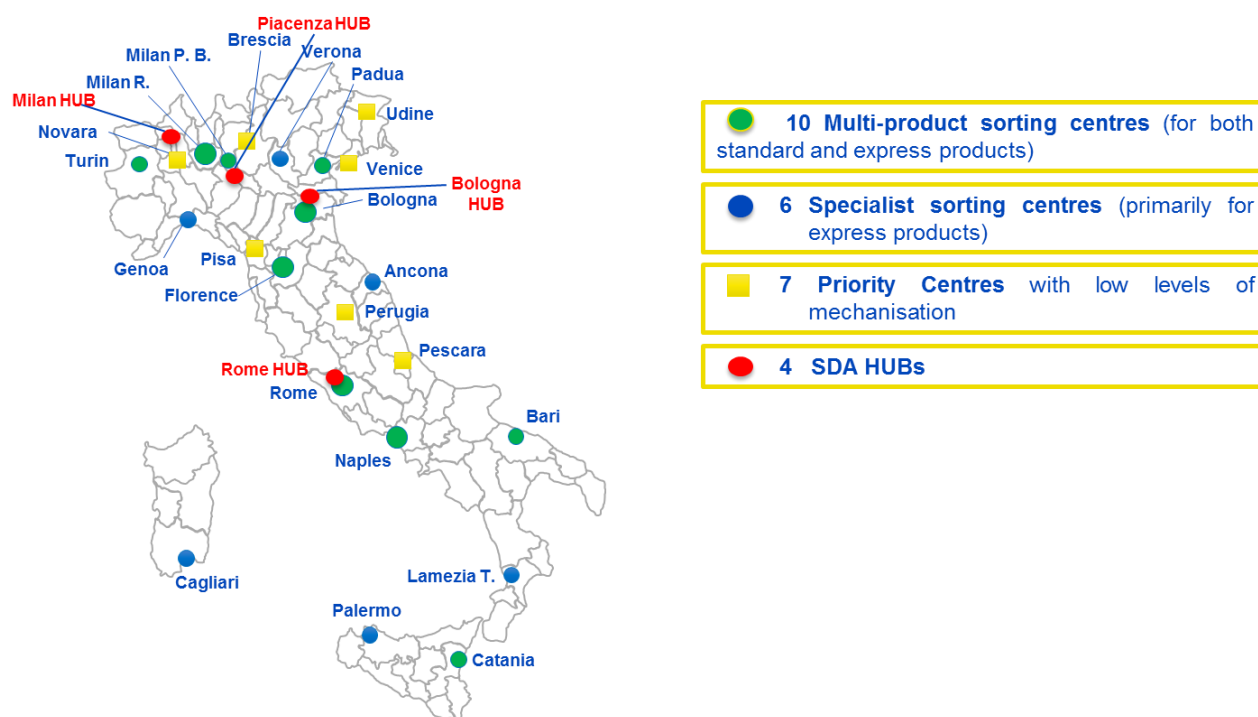 Piacenza HUB
Brescia
Milan P. B.
Verona
Padua
Milan R.
Milan HUB
Novara
Udine
Turin
Venice
Bologna
HUB
Bologna
Genoa
Pisa
Florence
Ancona
Perugia
Pescara
Rome HUB
Rome
Bari
Naples
Cagliari
Lamezia T.
Palermo
Catania
10 Multi-product sorting centres (for both
standard and express products)
6 Specialist sorting centres (primarily for
express products)
7 Priority Centres with low levels of
mechanisation
4 SDA HUBs